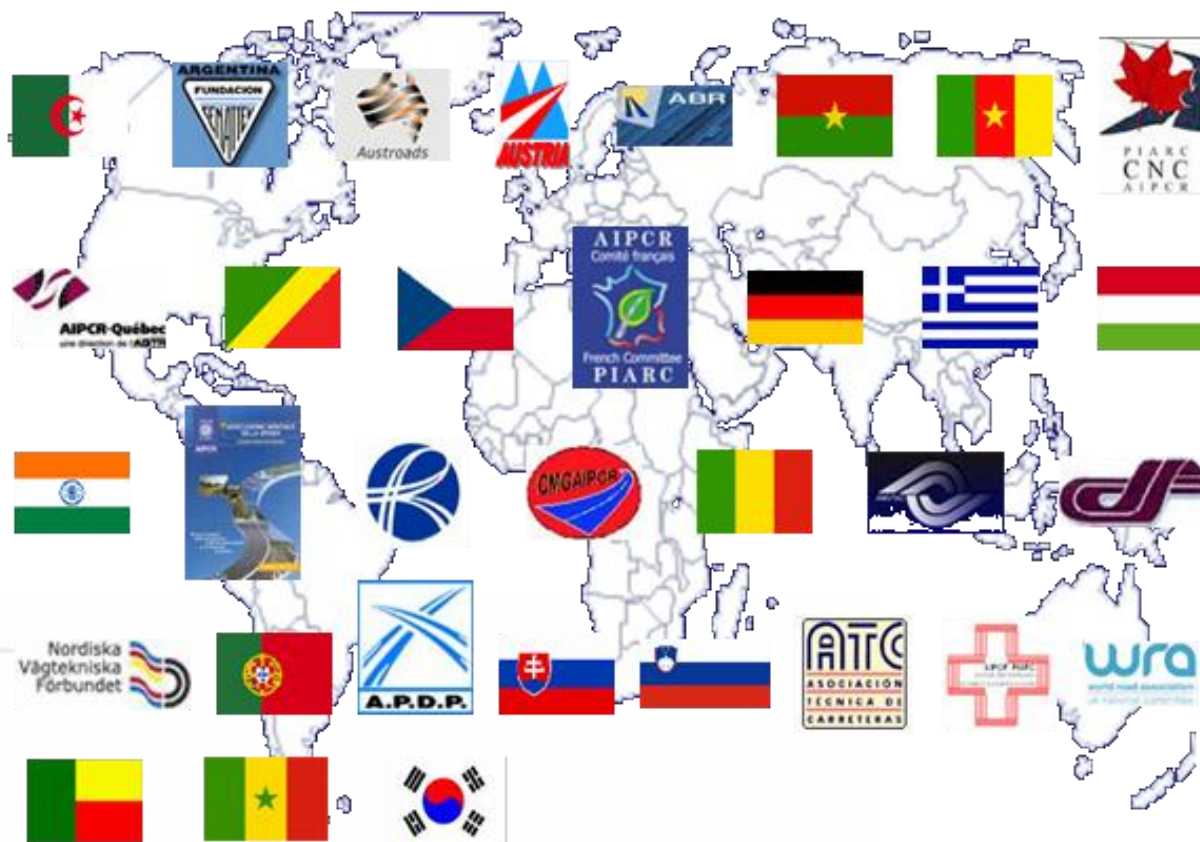 ARGENTINA
FUNDACION
Austroads
AUSTRIA
ABR
PIARC
CNC
AIPCR
AIPCR
Comité français
French Committee
PIARC
AIPCR-Québec
AIPCR
CMGAIPCR
Nordiska
Vägtekniska
Förbundet
A.P.D.P.
ATC
ASOCIACIÓN
TÉCNICA DE
CARRETERAS
wra
world road association